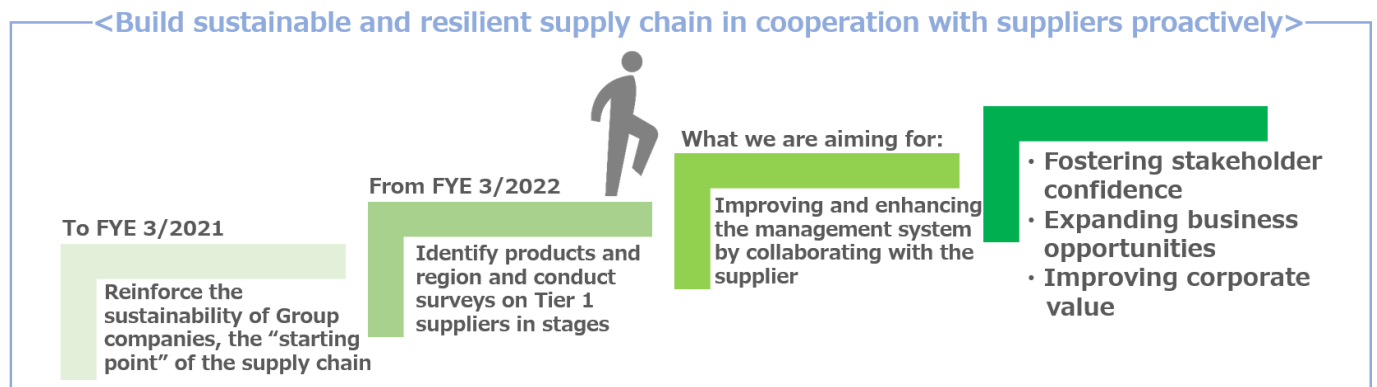 <Build sustainable and resilient supply chain in cooperation with suppliers proactively>
To FYE 3/2021
Reinforce the
sustainability of Group
companies, the “starting
point” of the supply chain
From FYE 3/2022
Identify products and
region and conduct
surveys on Tier 1
suppliers in stages
What we are aiming for:
Improving and enhancing
the management system
by collaborating with the
supplier
・Fostering stakeholder
confidence
・Expanding business
opportunities
・Improving corporate
value